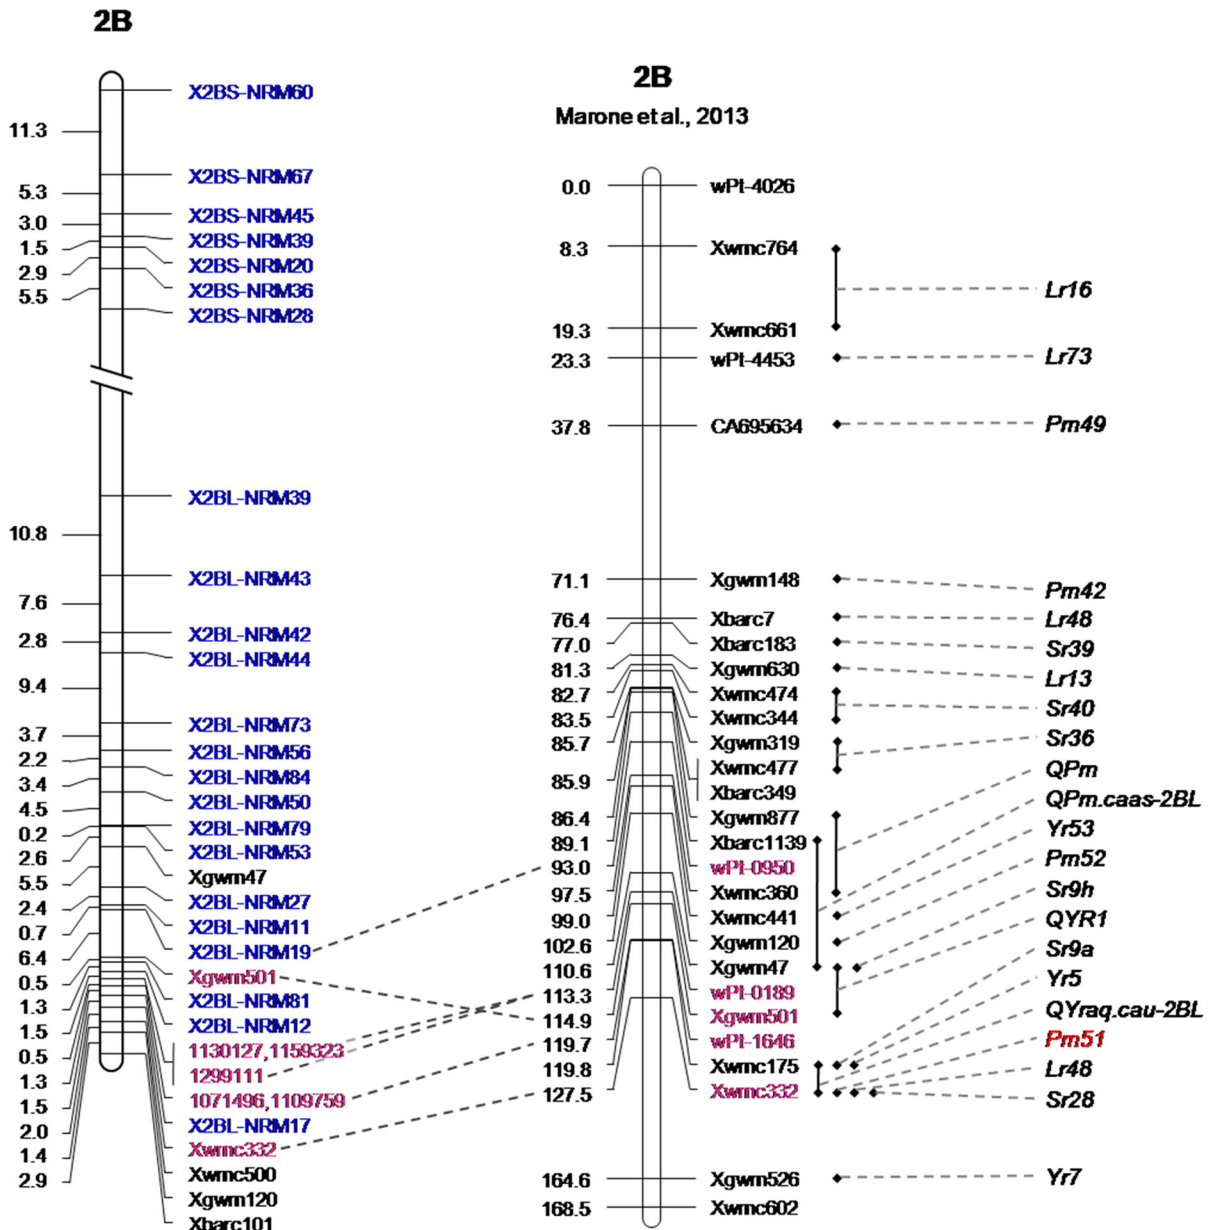 2B
X2BS-NRM60
11.3
X2BS-NRM67
5.3
X2BS-NRM45
3.0
X2BS-NRM39
1.5
X2BS-NRM20
2.9
X2BS-NRM36
5.5
X2BS-NRM28
X2BL-NRM39
10.8
X2BL-NRM43
7.6
X2BL-NRM42
2.8
X2BL-NRM44
9.4
X2BL-NRM73
3.7
X2BL-NRM56
2.2
X2BL-NRM84
3.4
X2BL-NRM50
4.5
X2BL-NRM79
0.2
X2BL-NRM53
2.6
Xgwm47
5.5
X2BL-NRM27
2.4
X2BL-NRM11
0.7
X2BL-NRM19
6.4
Xgwm501
0.5
X2BL-NRM81
1.3
X2BL-NRM12
1.5
1130127,1159323
0.5
1299111
1.3
1071496,1109759
1.5
X2BL-NRM17
2.0
Xwmc332
1.4
Xwmc500
2.9
Xgwm120
Xbarc101
2B
Marone et al., 2013
0.0 wPt-4026
8.3 Xwmc764
19.3 Xwmc661
23.3 wPt-4453
37.8 CA695634
71.1 Xgwm148
76.4 Xbarc7
77.0 Xbarc183
81.3 Xgwm630
82.7 Xwmc474
83.5 Xwmc344
85.7 Xgwm319
Xwmc477
85.9
Xbarc349
86.4 Xgwm877
89.1 Xbarc1139
93.0 wPt-0950
97.5 Xwmc360
99.0 Xwmc441
102.6 Xgwm120
110.6 Xgwm47
113.3 wPt-0189
114.9 Xgwm501
119.7 wPt-1646
119.8 Xwmc175
127.5 Xwmc332
164.6 Xgwm526
168.5 Xwmc602
Lr16
Lr73
Pm49
Pm42
Lr48
Sr39
Lr13
Sr40
Sr36
QPm
QPm.caas-2BL
Yr53
Pm52
Sr9h
QYR1
Sr9a
Yr5
QYraq.cau-2BL
Pm51
Lr48
Sr28
Yr7